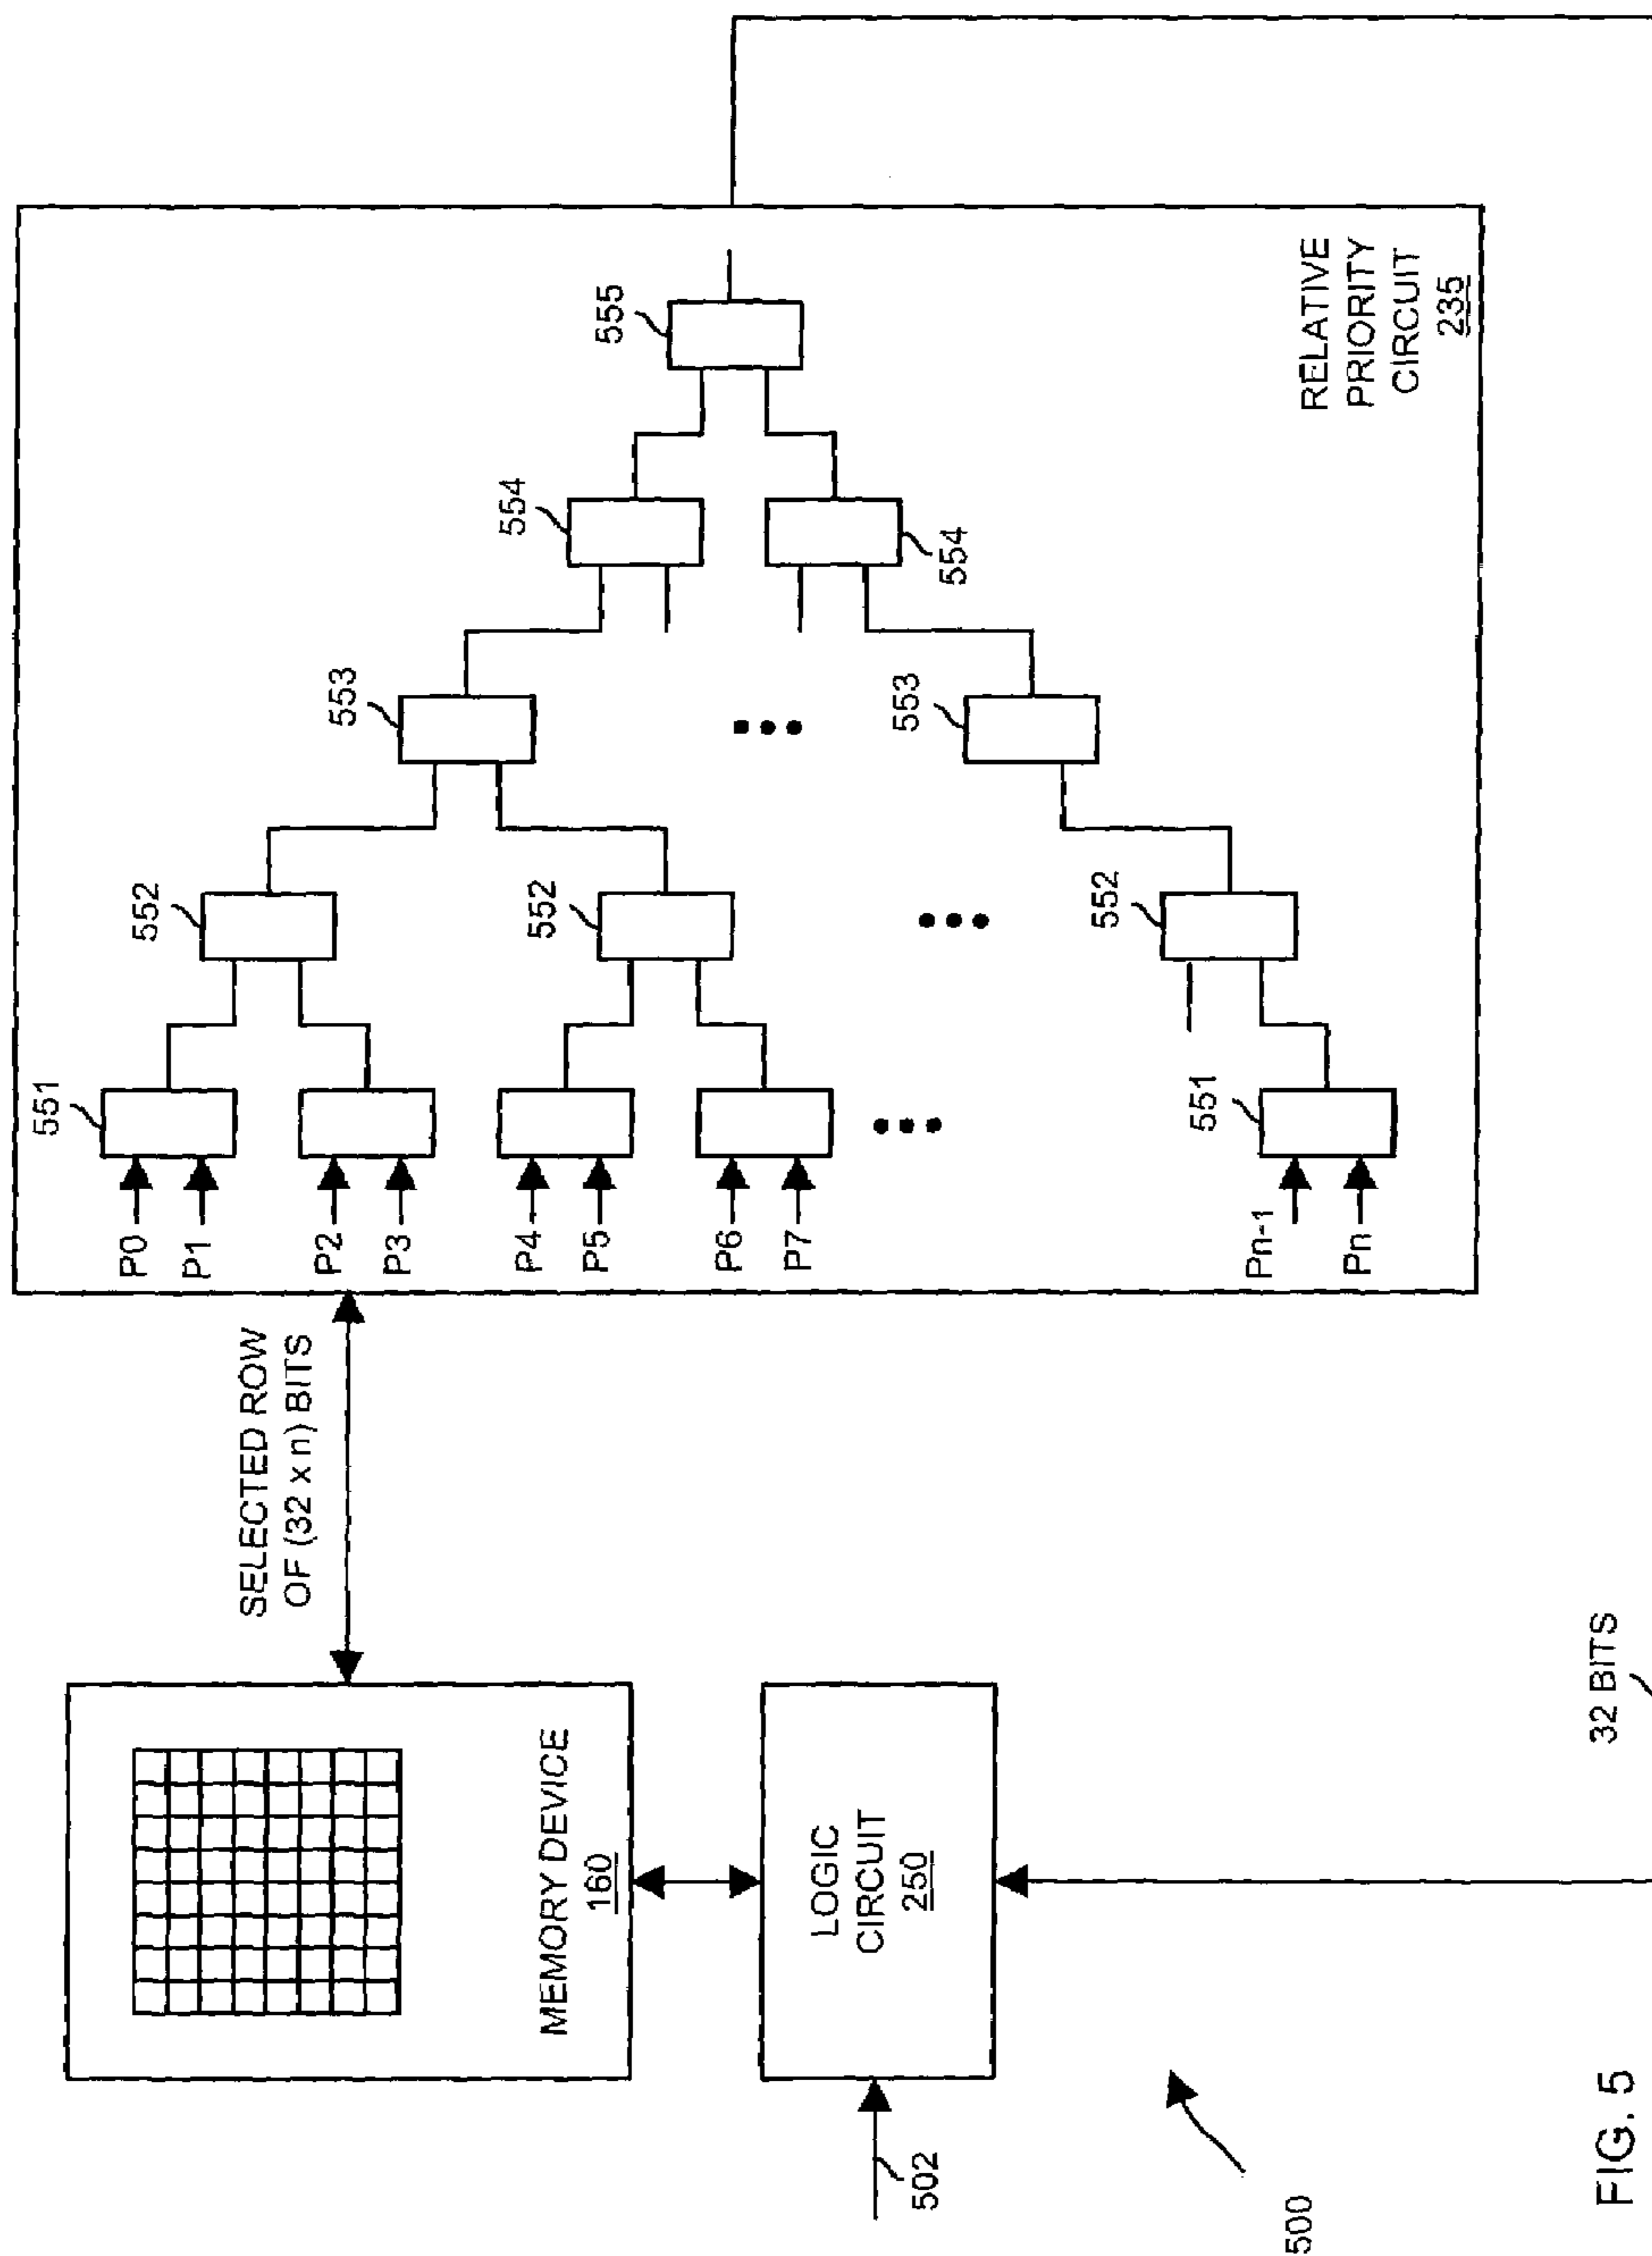 MEMORY DEVICE
160
SELECTED ROW
OF (32 x n) BITS
LOGIC
CIRCUIT
250
502
500
P0
P1
P2
P3
P4
P5
P6
P7
Pn-1
Pn
551
551
552
552
552
553
553
554
554
555
RELATIVE
PRIORITY
CIRCUIT
235
32 BITS
FIG. 5